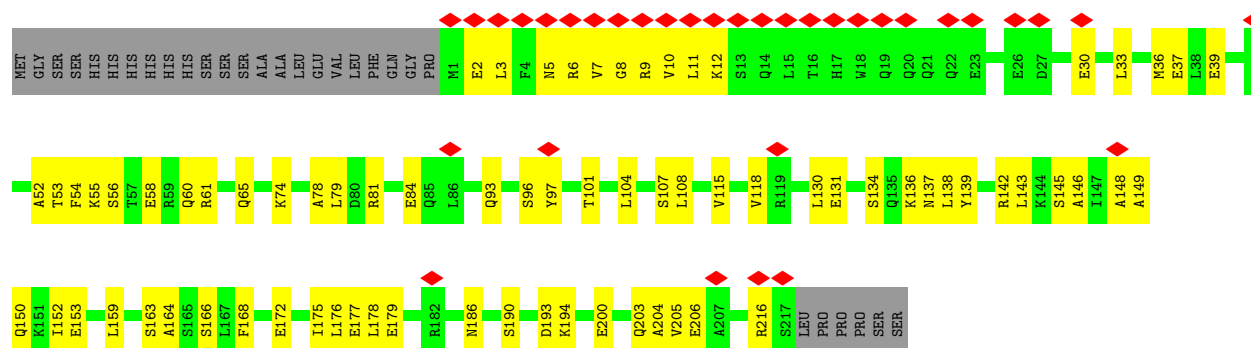 MET GLY SER SER HIS HIS HIS HIS HIS HIS SER SER SER ALA ALA LEU GLU VAL LEU PHE GLN GLY PRO M1 E2 L3 F4 N5 R6 V7 G8 R9 V10 L11 K12 S13 Q14 L15 T16 H17 W18 Q19 Q20 Q21 Q22 E23 E26 D27 E30 L33 M36 E37 L38 E39
A52 T53 F54 K55 S56 T57 E58 R59 Q60 R61 Q65 K74 A78 L79 D80 R81 E84 Q85 L86 Q93 S96 Y97 T101 L104 S107 L108 V115 V118 R119 L130 E131 S134 Q135 K136 N137 L138 Y139 R142 L143 K144 S145 A146 I147 A148 A149
Q150 K151 I152 E153 L159 S163 A164 S165 S166 L167 F168 E172 I175 L176 E177 L178 E179 R182 N186 S190 D193 K194 E200 Q203 A204 V205 E206 A207 R216 S217 LEU PRO PRO PRO SER SER